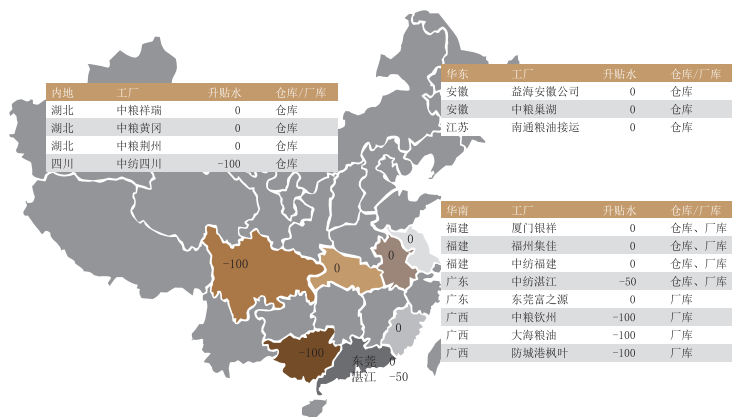 内地 工厂 升贴水 仓库/厂库
湖北 中粮祥瑞 0 仓库
湖北 中粮黄冈 0 仓库
湖北 中粮荆州 0 仓库
四川 中纺四川 -100 仓库
华东 工厂 升贴水 仓库/厂库
安徽 益海安徽公司 0 仓库
安徽 中粮巢湖 0 仓库
江苏 南通粮油接运 0 仓库
华南 工厂 升贴水 仓库/厂库
福建 厦门银祥 0 仓库、厂库
福建 福州集佳 0 仓库、厂库
福建 中纺福建 0 仓库、厂库
广东 中纺湛江 -50 仓库、厂库
广东 东莞富之源 0 厂库
广西 中粮钦州 -100 厂库
广西 大海粮油 -100 厂库
广西 防城港枫叶 -100 厂库
0
0
-100
0
0
-100
东莞 0
湛江 -50